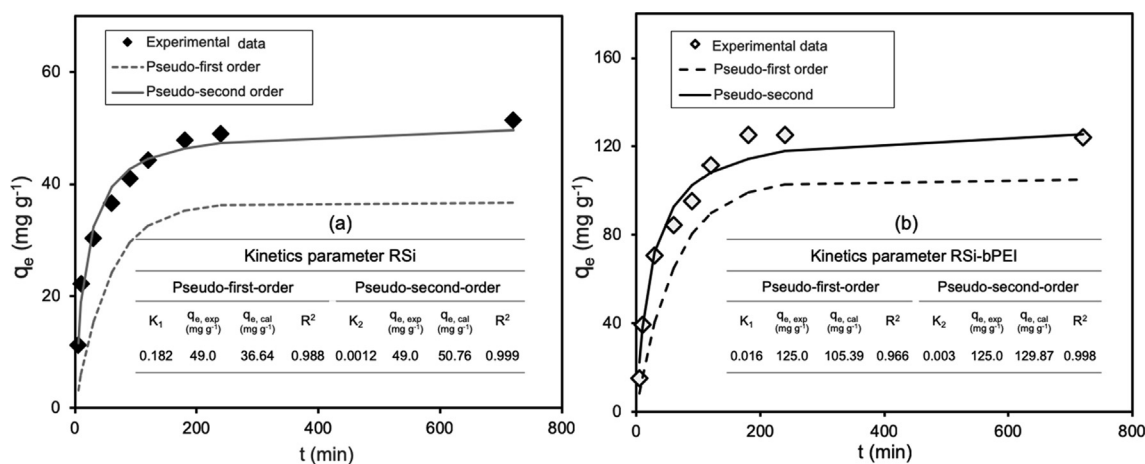 Experimental data
Pseudo-first order
Pseudo-second order
qe (mg g-1)
60
40
20
0
(a)
Kinetics parameter RSi
Pseudo-first-order Pseudo-second-order
K1 qe, exp (mg g-1) qe, cal (mg g-1) R2 K2 qe, exp (mg g-1) qe, cal (mg g-1) R2
0.182 49.0 36.64 0.988 0.0012 49.0 50.76 0.999
0 200 400 600 800
t (min)
Experimental data
Pseudo-first order
Pseudo-second
qe (mg g-1)
160
120
80
40
0
(b)
Kinetics parameter RSi-bPEI
Pseudo-first-order Pseudo-second-order
K1 qe, exp (mg g-1) qe, cal (mg g-1) R2 K2 qe, exp (mg g-1) qe, cal (mg g-1) R2
0.016 125.0 105.39 0.966 0.003 125.0 129.87 0.998
0 200 400 600 800
t (min)